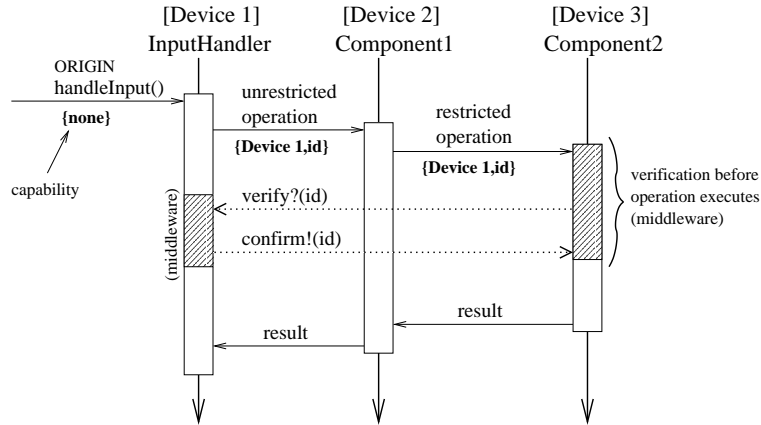 [Device 1]
InputHandler
[Device 2]
Component1
[Device 3]
Component2
ORIGIN
handleInput()
{none}
capability
unrestricted
operation
{Device 1,id}
restricted
operation
{Device 1,id}
verify?(id)
confirm!(id)
(middleware)
verification before
operation executes
(middleware)
result
result